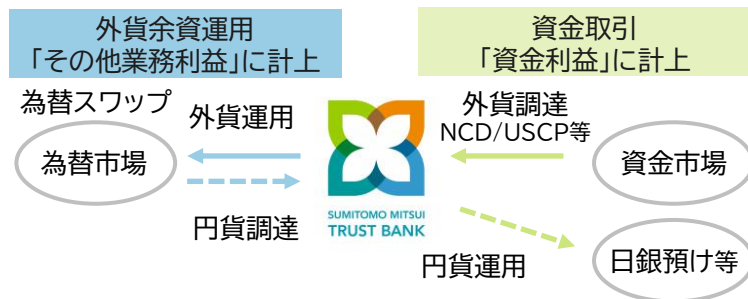 外貨余資運用
「その他業務利益」に計上
資金取引
「資金利益」に計上
為替スワップ
外貨運用
為替市場
円貨調達
SUMITOMO MITSUI
TRUST BANK
外貨調達
NCD/USCP等
資金市場
円貨運用
日銀預け等